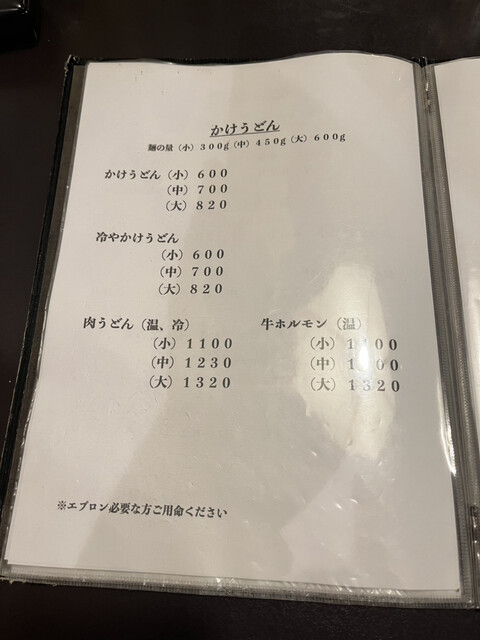 かけうどん
麺の量（小）３００g（中）４５０g（大）６００g
かけうどん（小）６００
（中）７００
（大）８２０
冷やかけうどん
（小）６００
（中）７００
（大）８２０
肉うどん（温、冷）
（小）１１００
（中）１２３０
（大）１３２０
牛ホルモン（温）
（小）
（中）
（大）１３２０
※エプロン必要な方ご用命ください